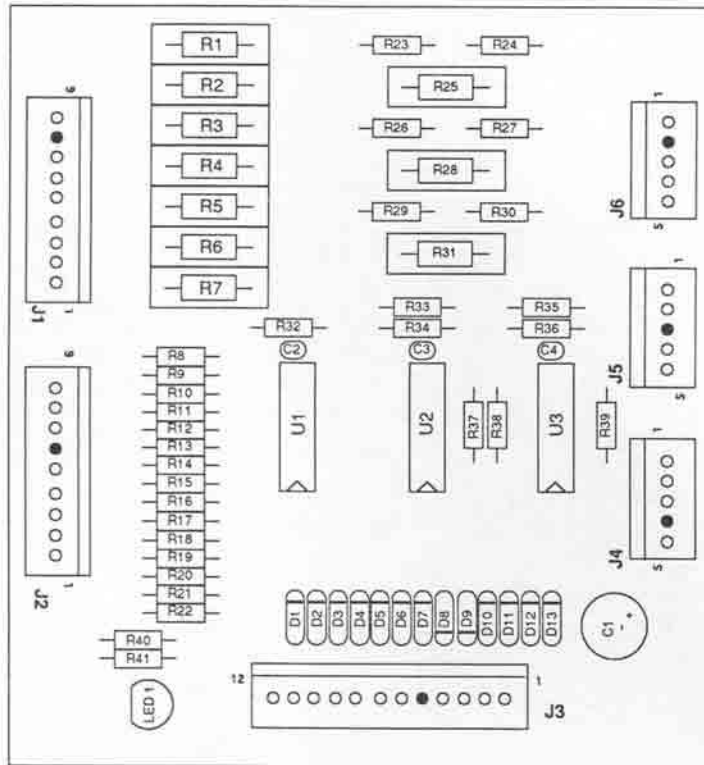 R1
R2
R3
R4
R5
R6
R7
R23
R24
R25
R26
R27
R28
R29
R30
R31
9
1
J1
1
5
J6
R32
R33
R34
R35
R36
C2
C3
C4
1
5
J5
9
1
J2
R8
R9
R10
R11
R12
R13
R14
R15
R16
R17
R18
R19
R20
R21
R22
U1
U2
R37
R38
U3
R39
1
5
J4
R40
R41
LED 1
D1
D2
D3
D4
D5
D6
D7
D8
D9
D10
D11
D12
D13
C1
- +
12
1
J3